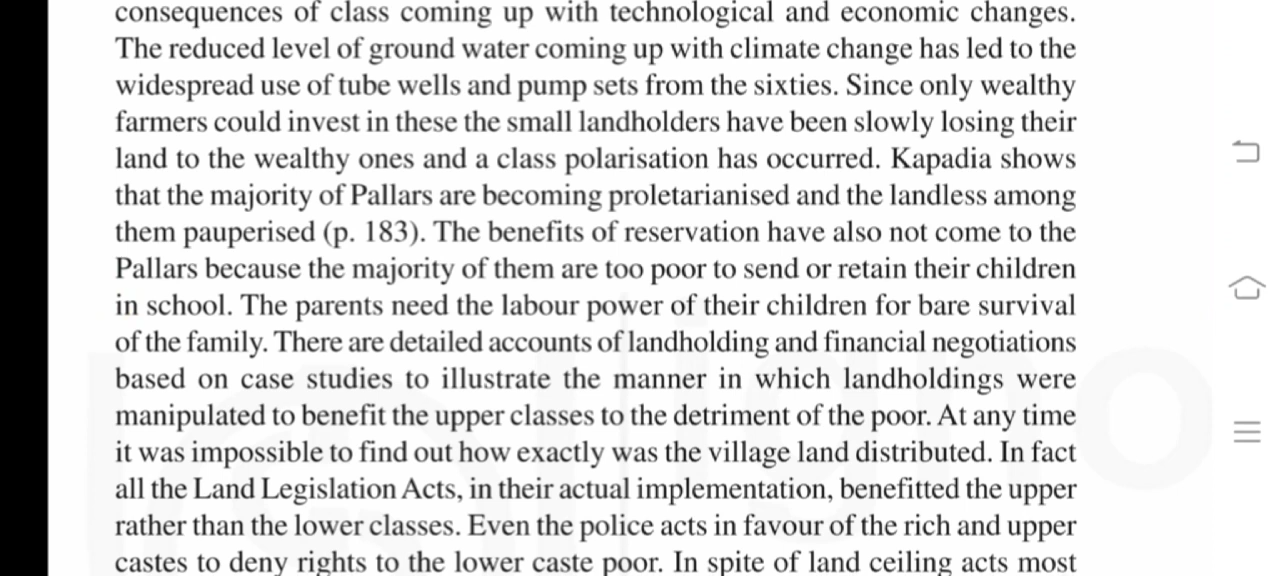 consequences of class coming up with technological and economic changes.
The reduced level of ground water coming up with climate change has led to the
widespread use of tube wells and pump sets from the sixties. Since only wealthy
farmers could invest in these the small landholders have been slowly losing their
land to the wealthy ones and a class polarisation has occurred. Kapadia shows
that the majority of Pallars are becoming proletarianised and the landless among
them pauperised (p. 183). The benefits of reservation have also not come to the
Pallars because the majority of them are too poor to send or retain their children
in school. The parents need the labour power of their children for bare survival
of the family. There are detailed accounts of landholding and financial negotiations
based on case studies to illustrate the manner in which landholdings were
manipulated to benefit the upper classes to the detriment of the poor. At any time
it was impossible to find out how exactly was the village land distributed. In fact
all the Land Legislation Acts, in their actual implementation, benefitted the upper
rather than the lower classes. Even the police acts in favour of the rich and upper
castes to deny rights to the lower caste poor. In spite of land ceiling acts most